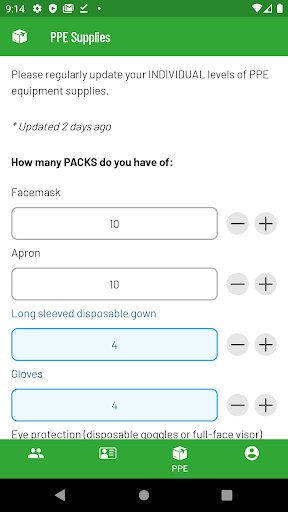 9:14
PPE Supplies
Please regularly update your INDIVIDUAL levels of PPE
equipment supplies.
* Updated 2 days ago
How many PACKS do you have of:
Facemask
10
Apron
10
Long sleeved disposable gown
4
Gloves
4
Eye protection (disposable goggles or full-face visor)
PPE